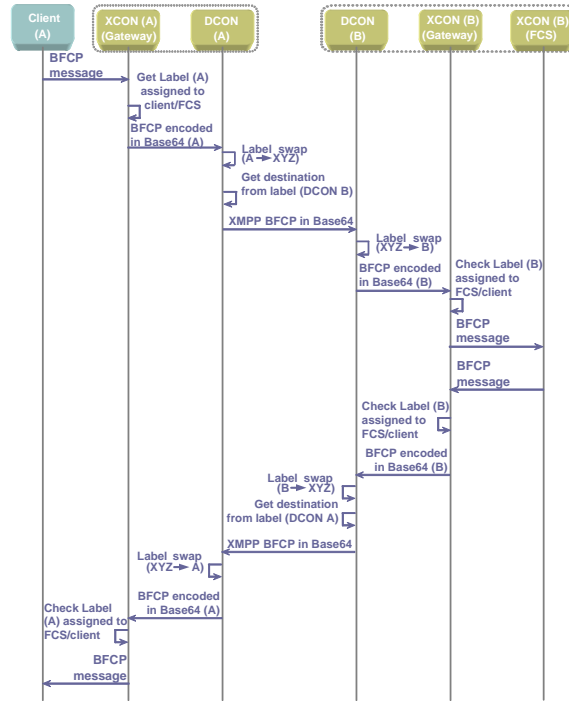 Client
(A)
XCON (A)
(Gateway)
DCON
(A)
DCON
(B)
XCON (B)
(Gateway)
XCON (B)
(FCS)
BFCP
message
Get Label (A)
assigned to
client/FCS
BFCP encoded
in Base64 (A)
Label swap
(A XYZ)
Get destination
from label (DCON B)
XMPP BFCP in Base64
Label swap
(XYZ B)
BFCP encoded
in Base64 (B)
Check Label (B)
assigned to
FCS/client
BFCP
message
BFCP
message
Check Label (B)
assigned to
FCS/client
BFCP encoded
in Base64 (B)
Label swap
(B XYZ)
Get destination
from label (DCON A)
XMPP BFCP in Base64
Label swap
(XYZ A)
BFCP encoded
in Base64 (A)
Check Label
(A) assigned to
FCS/client
BFCP
message